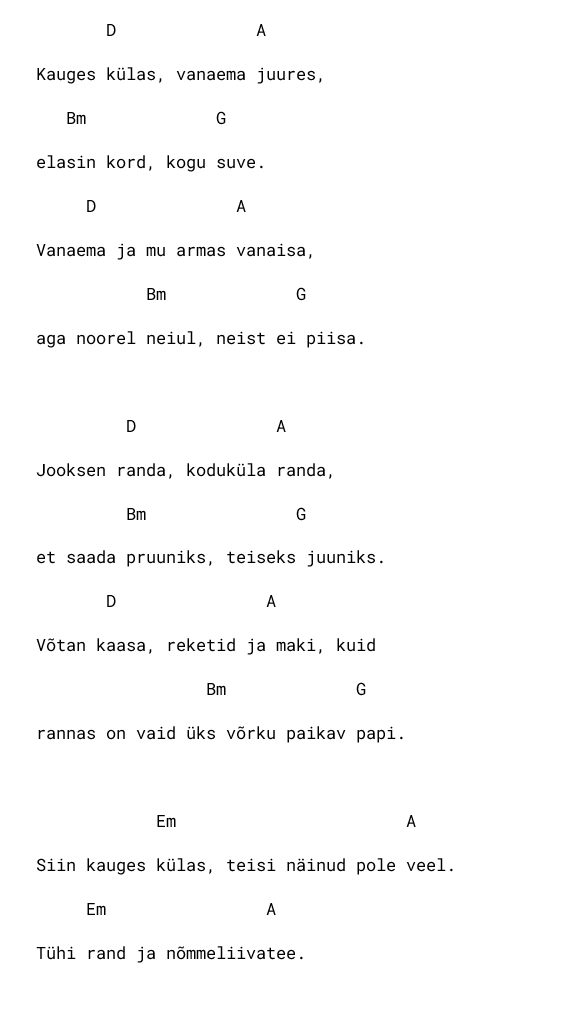 D              A
Kauges külas, vanaema juures,
   Bm             G
elasin kord, kogu suve.
     D              A
Vanaema ja mu armas vanaisa,
           Bm             G
aga noorel neiul, neist ei piisa.
         D              A
Jooksen randa, koduküla randa,
         Bm               G
et saada pruuniks, teiseks juuniks.
       D               A
Võtan kaasa, reketid ja maki, kuid
                 Bm             G
rannas on vaid üks võrku paikav papi.
            Em                       A
Siin kauges külas, teisi näinud pole veel.
     Em                A
Tühi rand ja nõmmeliivatee.